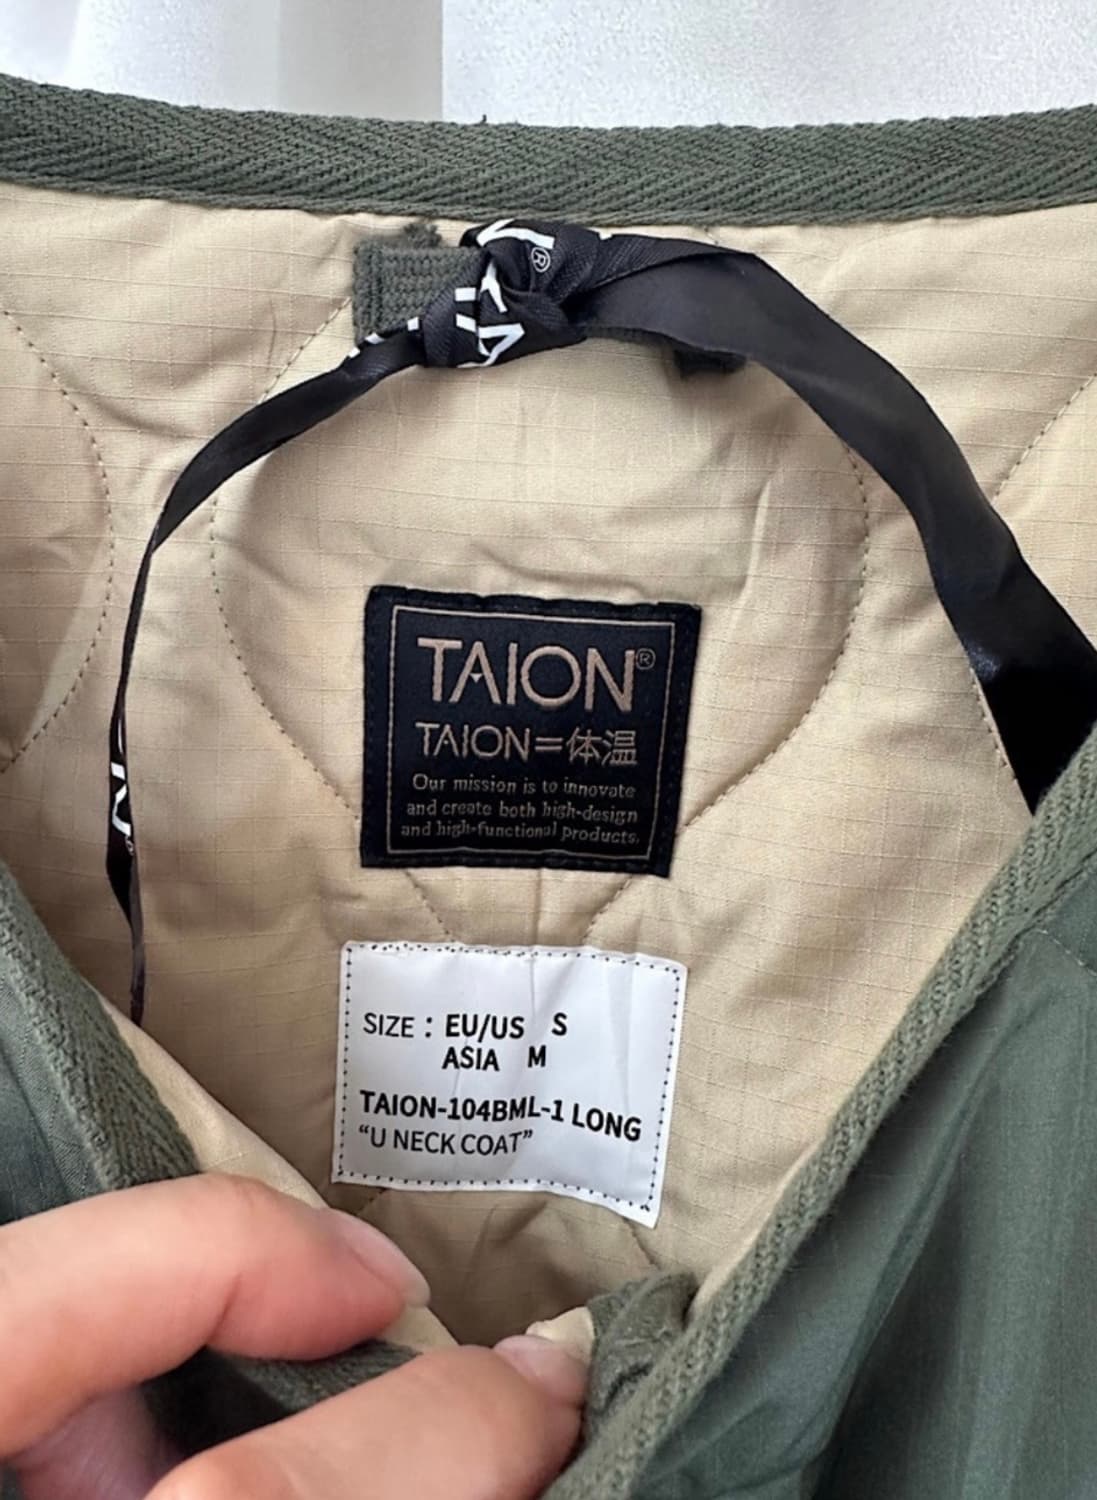 TAION®
TAION=体温
Our mission is to innovate
and create both high-design
and high-functional products.
SIZE : EU/US S
ASIA M
TAION-104BML-1 LONG
“U NECK COAT”